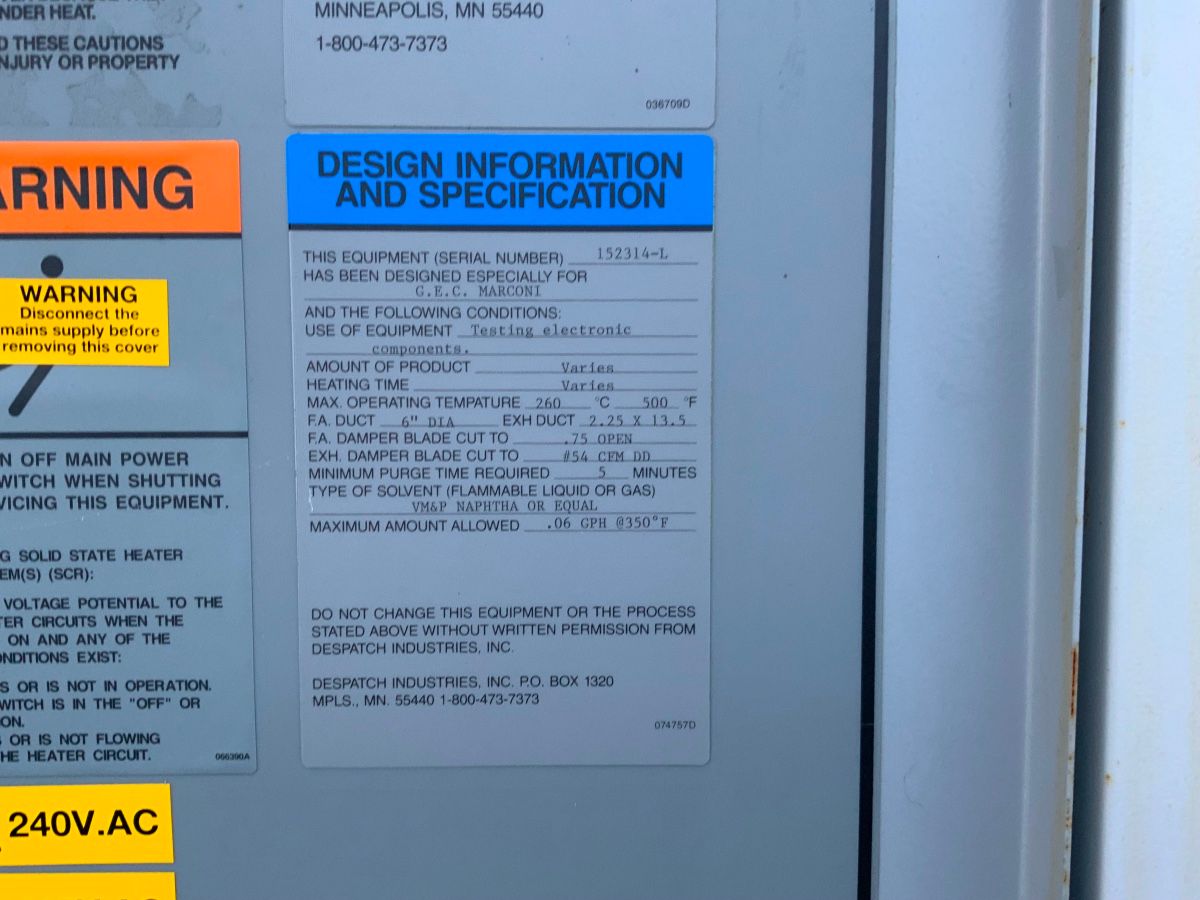 NDER HEAT.
D THESE CAUTIONS
NJURY OR PROPERTY
MINNEAPOLIS, MN 55440
1-800-473-7373
036709D
ARNING
WARNING
Disconnect the
mains supply before
removing this cover
N OFF MAIN POWER
WITCH WHEN SHUTTING
VICING THIS EQUIPMENT.
G SOLID STATE HEATER
EM(S) (SCR):
VOLTAGE POTENTIAL TO THE
TER CIRCUITS WHEN THE
ON AND ANY OF THE
NDITIONS EXIST:
S OR IS NOT IN OPERATION.
WITCH IS IN THE "OFF" OR
ON.
S OR IS NOT FLOWING
HE HEATER CIRCUIT.
066390A
240V.AC
DESIGN INFORMATION
AND SPECIFICATION
THIS EQUIPMENT (SERIAL NUMBER) 152314-L
HAS BEEN DESIGNED ESPECIALLY FOR
G.E.C. MARCONI
AND THE FOLLOWING CONDITIONS:
USE OF EQUIPMENT Testing electronic
components.
AMOUNT OF PRODUCT Varies
HEATING TIME Varies
MAX. OPERATING TEMPATURE 260 °C 500 °F
F.A. DUCT 6" DIA EXH DUCT 2.25 X 13.5
F.A. DAMPER BLADE CUT TO .75 OPEN
EXH. DAMPER BLADE CUT TO #54 CFM DD
MINIMUM PURGE TIME REQUIRED 5 MINUTES
TYPE OF SOLVENT (FLAMMABLE LIQUID OR GAS)
VM&P NAPHTHA OR EQUAL
MAXIMUM AMOUNT ALLOWED .06 GPH @350°F
DO NOT CHANGE THIS EQUIPMENT OR THE PROCESS
STATED ABOVE WITHOUT WRITTEN PERMISSION FROM
DESPATCH INDUSTRIES, INC.
DESPATCH INDUSTRIES, INC. P.O. BOX 1320
MPLS., MN. 55440 1-800-473-7373
074757D